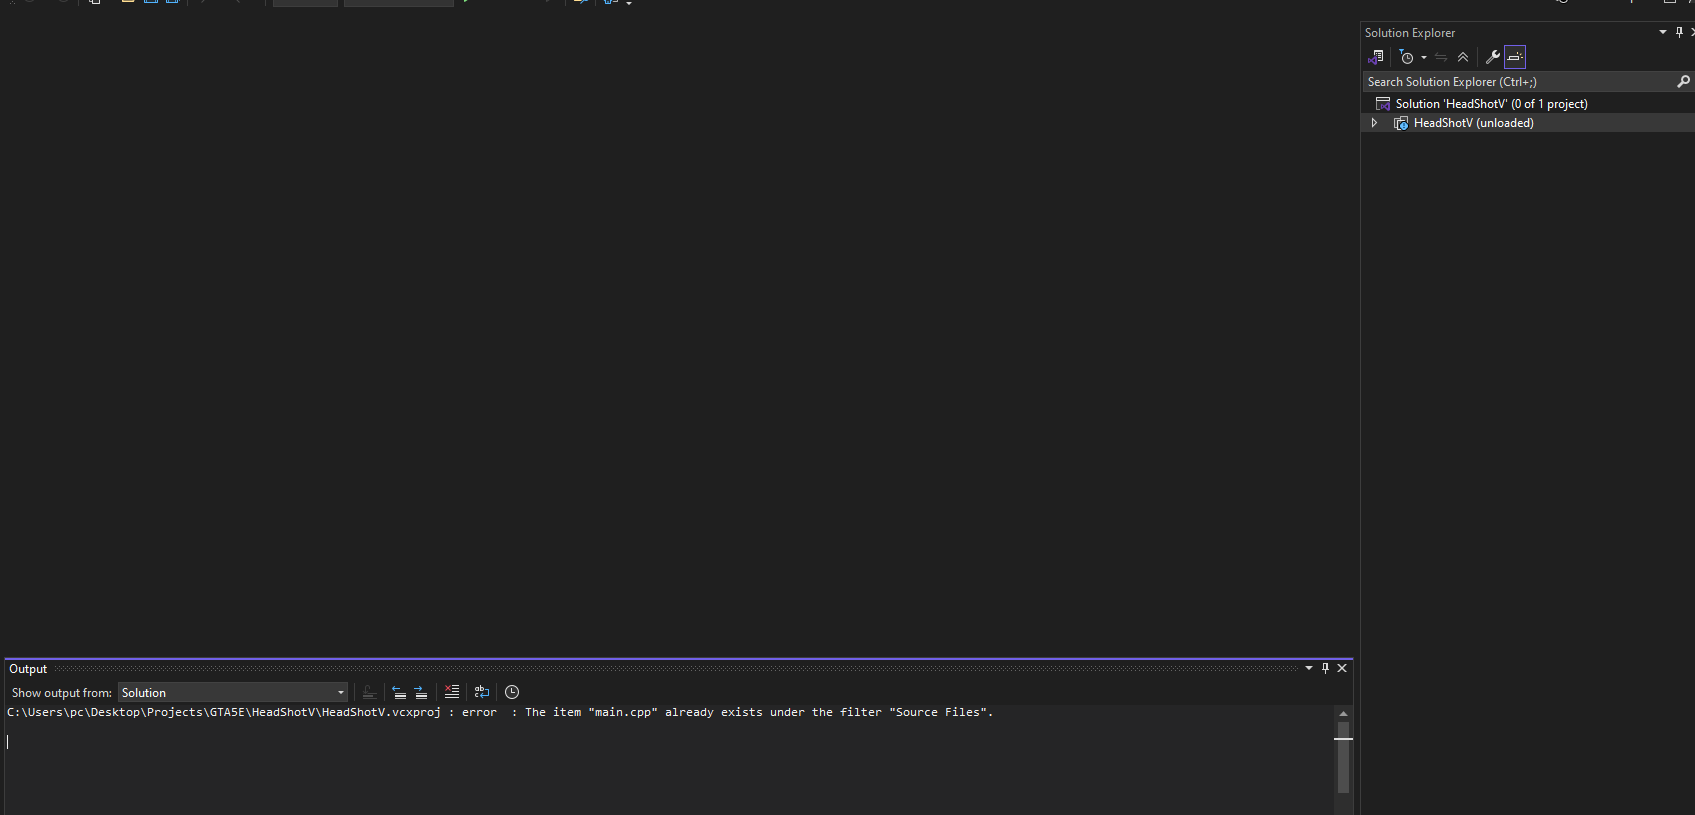 Solution Explorer
Search Solution Explorer (Ctrl+;)
Solution 'HeadShotV' (0 of 1 project)
HeadShotV (unloaded)
Output
Show output from: Solution
C:\Users\pc\Desktop\Projects\GTA5E\HeadShotV\HeadShotV.vcxproj : error  : The item "main.cpp" already exists under the filter "Source Files".